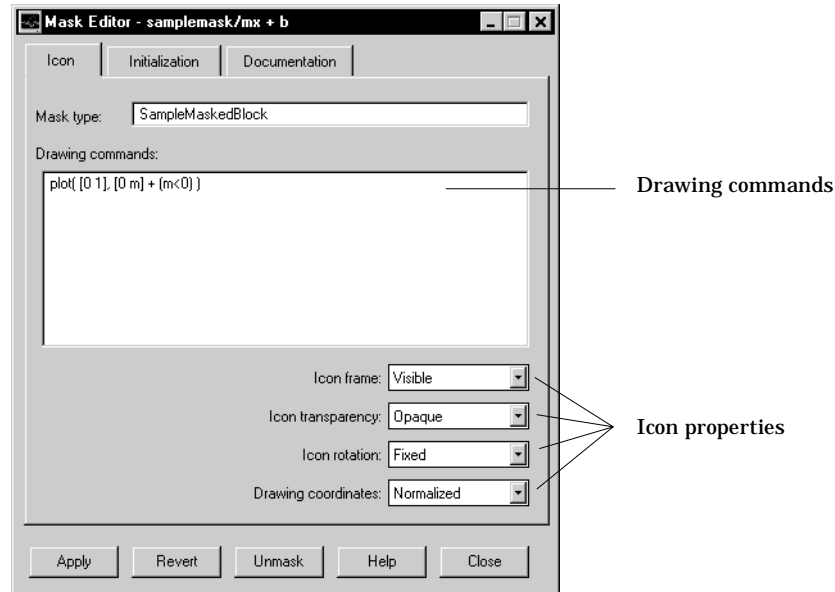 Mask Editor - samplemask/mx + b
Icon Initialization Documentation
Mask type: SampleMaskedBlock
Drawing commands:
plot( [0 1], [0 m] + (m<0) )
Drawing commands
Icon frame: Visible
Icon transparency: Opaque
Icon properties
Icon rotation: Fixed
Drawing coordinates: Normalized
Apply Revert Unmask Help Close